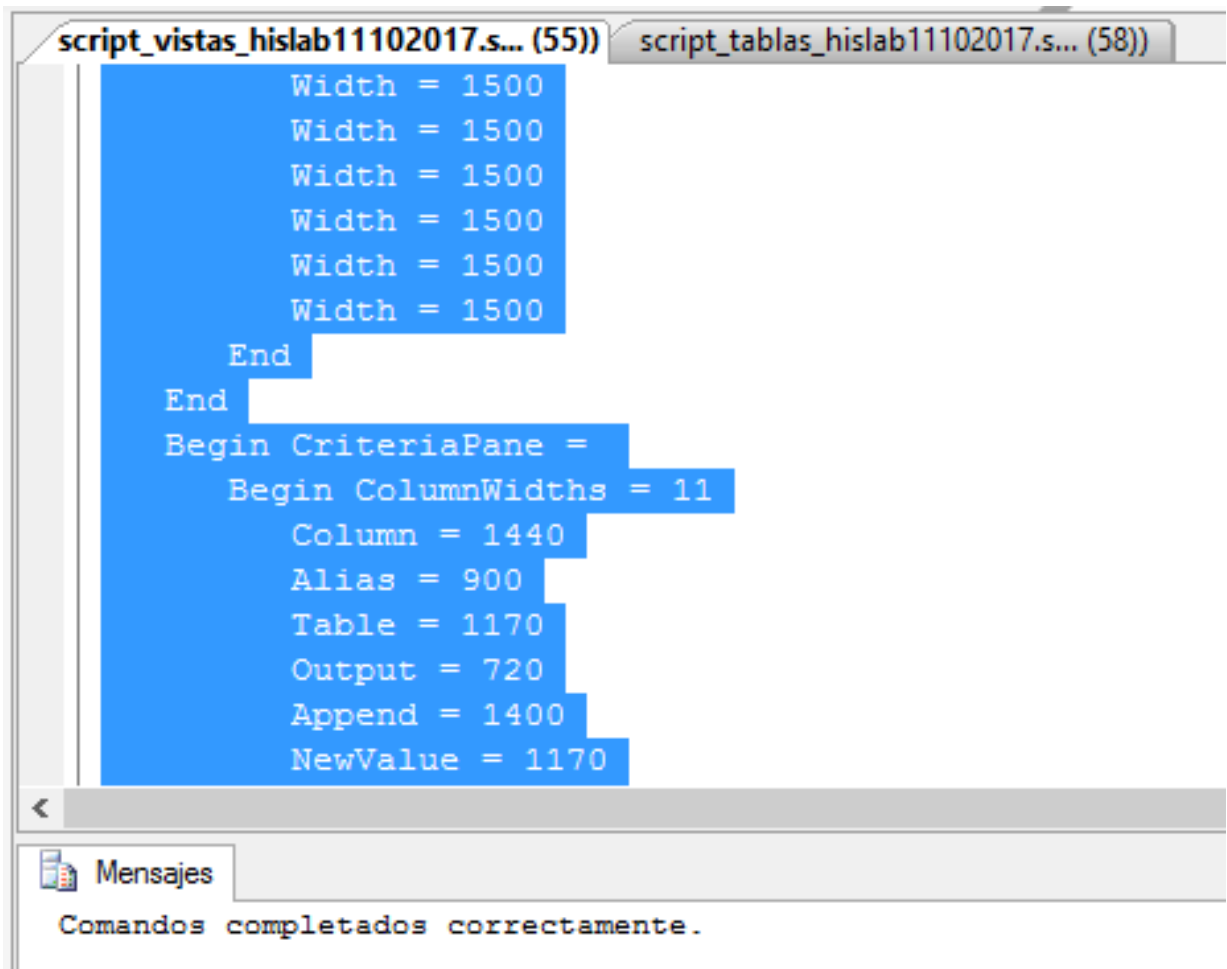 script_vistas_hislab11102017.s... (55)) script_tablas_hislab11102017.s... (58))
Width = 1500
Width = 1500
Width = 1500
Width = 1500
Width = 1500
Width = 1500
End
End
Begin CriteriaPane =
Begin ColumnWidths = 11
Column = 1440
Alias = 900
Table = 1170
Output = 720
Append = 1400
NewValue = 1170
Mensajes
Comandos completados correctamente.